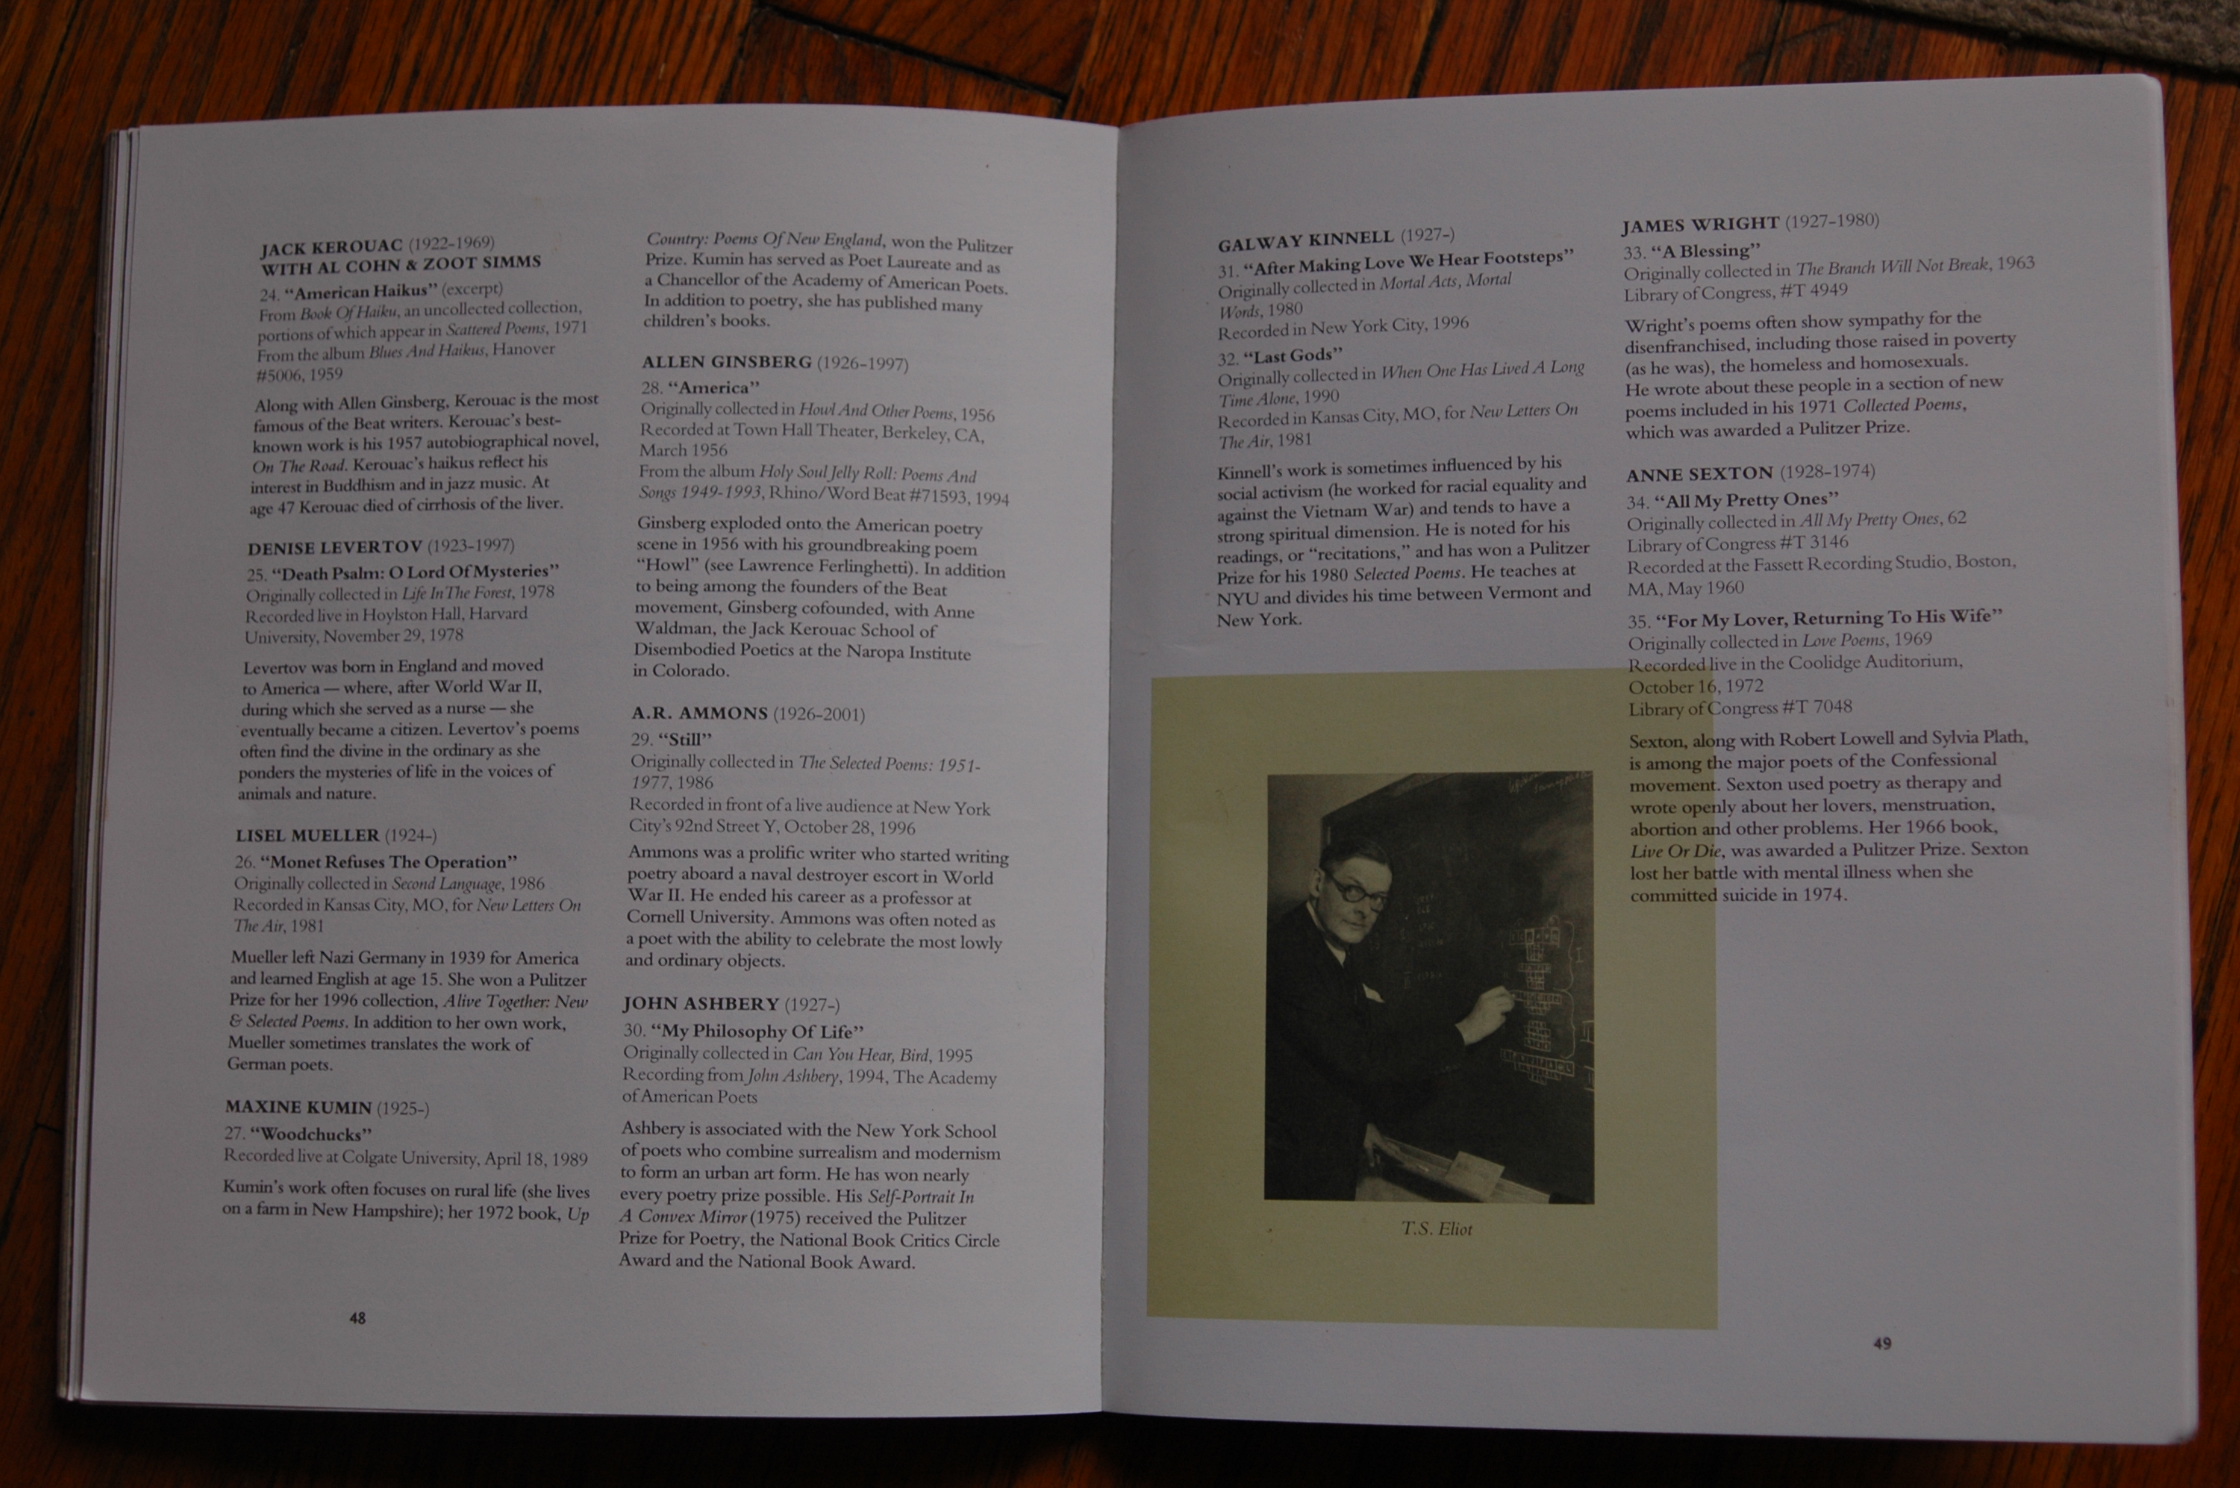 JACK KEROUAC (1922-1969)
WITH AL COHN & ZOOT SIMMS
24. “American Haikus” (excerpt)
From Book Of Haiku, an uncollected collection,
portions of which appear in Scattered Poems, 1971
From the album Blues And Haikus, Hanover
#5006, 1959
Along with Allen Ginsberg, Kerouac is the most
famous of the Beat writers. Kerouac’s best-
known work is his 1957 autobiographical novel,
On The Road. Kerouac’s haikus reflect his
interest in Buddhism and in jazz music. At
age 47 Kerouac died of cirrhosis of the liver.
DENISE LEVERTOV (1923-1997)
25. “Death Psalm: O Lord Of Mysteries”
Originally collected in Life In The Forest, 1978
Recorded live in Hoylston Hall, Harvard
University, November 29, 1978
Levertov was born in England and moved
to America — where, after World War II,
during which she served as a nurse — she
eventually became a citizen. Levertov’s poems
often find the divine in the ordinary as she
ponders the mysteries of life in the voices of
animals and nature.
LISEL MUELLER (1924-)
26. “Monet Refuses The Operation”
Originally collected in Second Language, 1986
Recorded in Kansas City, MO, for New Letters On
The Air, 1981
Mueller left Nazi Germany in 1939 for America
and learned English at age 15. She won a Pulitzer
Prize for her 1996 collection, Alive Together: New
& Selected Poems. In addition to her own work,
Mueller sometimes translates the work of
German poets.
MAXINE KUMIN (1925-)
27. “Woodchucks”
Recorded live at Colgate University, April 18, 1989
Kumin’s work often focuses on rural life (she lives
on a farm in New Hampshire); her 1972 book, Up
48
Country: Poems Of New England, won the Pulitzer
Prize. Kumin has served as Poet Laureate and as
a Chancellor of the Academy of American Poets.
In addition to poetry, she has published many
children’s books.
ALLEN GINSBERG (1926-1997)
28. “America”
Originally collected in Howl And Other Poems, 1956
Recorded at Town Hall Theater, Berkeley, CA,
March 1956
From the album Holy Soul Jelly Roll: Poems And
Songs 1949-1993, Rhino/Word Beat #71593, 1994
Ginsberg exploded onto the American poetry
scene in 1956 with his groundbreaking poem
“Howl” (see Lawrence Ferlinghetti). In addition
to being among the founders of the Beat
movement, Ginsberg cofounded, with Anne
Waldman, the Jack Kerouac School of
Disembodied Poetics at the Naropa Institute
in Colorado.
A.R. AMMONS (1926-2001)
29. “Still”
Originally collected in The Selected Poems: 1951-
1977, 1986
Recorded in front of a live audience at New York
City’s 92nd Street Y, October 28, 1996
Ammons was a prolific writer who started writing
poetry aboard a naval destroyer escort in World
War II. He ended his career as a professor at
Cornell University. Ammons was often noted as
a poet with the ability to celebrate the most lowly
and ordinary objects.
JOHN ASHBERY (1927-)
30. “My Philosophy Of Life”
Originally collected in Can You Hear, Bird, 1995
Recording from John Ashbery, 1994, The Academy
of American Poets
Ashbery is associated with the New York School
of poets who combine surrealism and modernism
to form an urban art form. He has won nearly
every poetry prize possible. His Self-Portrait In
A Convex Mirror (1975) received the Pulitzer
Prize for Poetry, the National Book Critics Circle
Award and the National Book Award.
GALWAY KINNELL (1927-)
31. “After Making Love We Hear Footsteps”
Originally collected in Mortal Acts, Mortal
Words, 1980
Recorded in New York City, 1996
32. “Last Gods”
Originally collected in When One Has Lived A Long
Time Alone, 1990
Recorded in Kansas City, MO, for New Letters On
The Air, 1981
Kinnell’s work is sometimes influenced by his
social activism (he worked for racial equality and
against the Vietnam War) and tends to have a
strong spiritual dimension. He is noted for his
readings, or “recitations,” and has won a Pulitzer
Prize for his 1980 Selected Poems. He teaches at
NYU and divides his time between Vermont and
New York.
T.S. Eliot
JAMES WRIGHT (1927-1980)
33. “A Blessing”
Originally collected in The Branch Will Not Break, 1963
Library of Congress, #T 4949
Wright’s poems often show sympathy for the
disenfranchised, including those raised in poverty
(as he was), the homeless and homosexuals.
He wrote about these people in a section of new
poems included in his 1971 Collected Poems,
which was awarded a Pulitzer Prize.
ANNE SEXTON (1928-1974)
34. “All My Pretty Ones”
Originally collected in All My Pretty Ones, 62
Library of Congress #T 3146
Recorded at the Fassett Recording Studio, Boston,
MA, May 1960
35. “For My Lover, Returning To His Wife”
Originally collected in Love Poems, 1969
Recorded live in the Coolidge Auditorium,
October 16, 1972
Library of Congress #T 7048
Sexton, along with Robert Lowell and Sylvia Plath,
is among the major poets of the Confessional
movement. Sexton used poetry as therapy and
wrote openly about her lovers, menstruation,
abortion and other problems. Her 1966 book,
Live Or Die, was awarded a Pulitzer Prize. Sexton
lost her battle with mental illness when she
committed suicide in 1974.
49